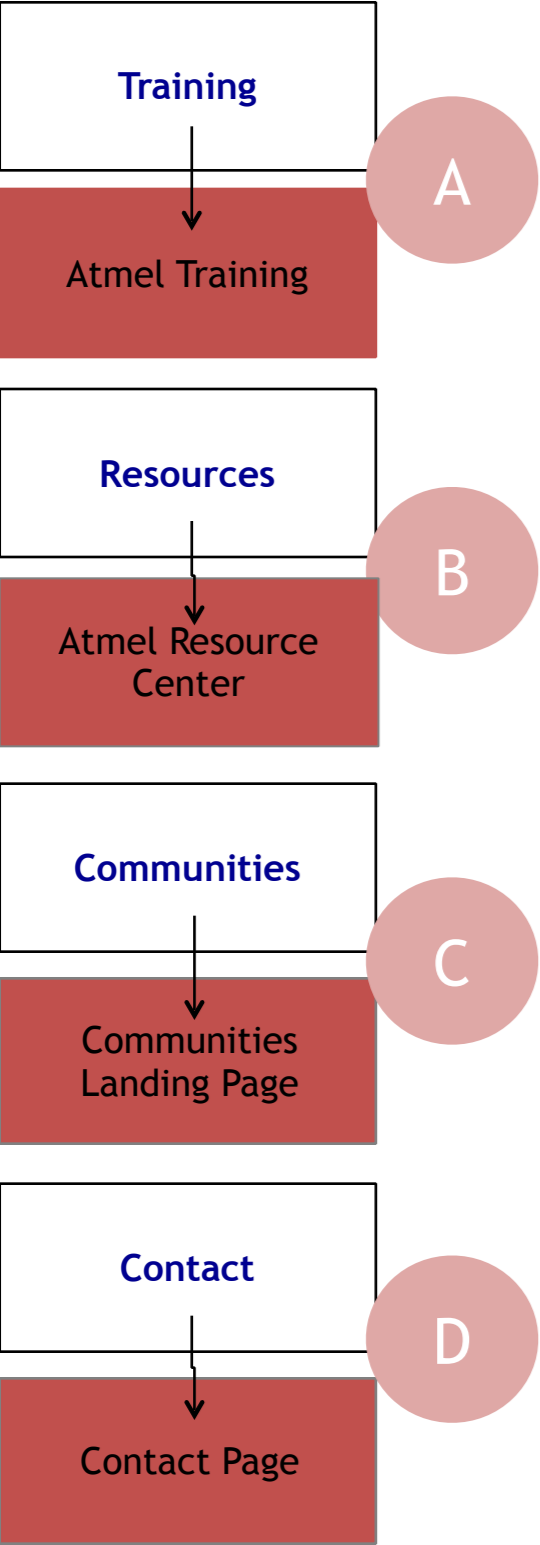 Training
A
Atmel Training
Resources
B
Atmel Resource
Center
Communities
C
Communities
Landing Page
Contact
D
Contact Page